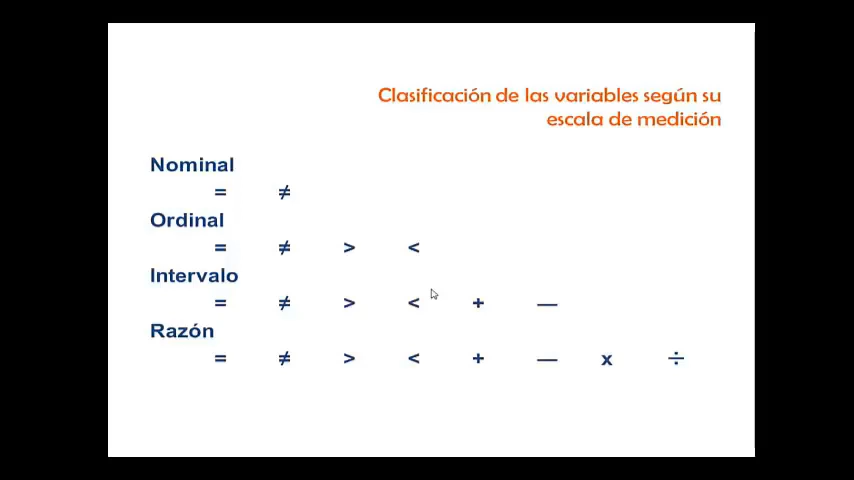 Clasificación de las variables según su
escala de medición
Nominal
= ≠
Ordinal
= ≠ > <
Intervalo
= ≠ > < + —
Razón
= ≠ > < + — x ÷